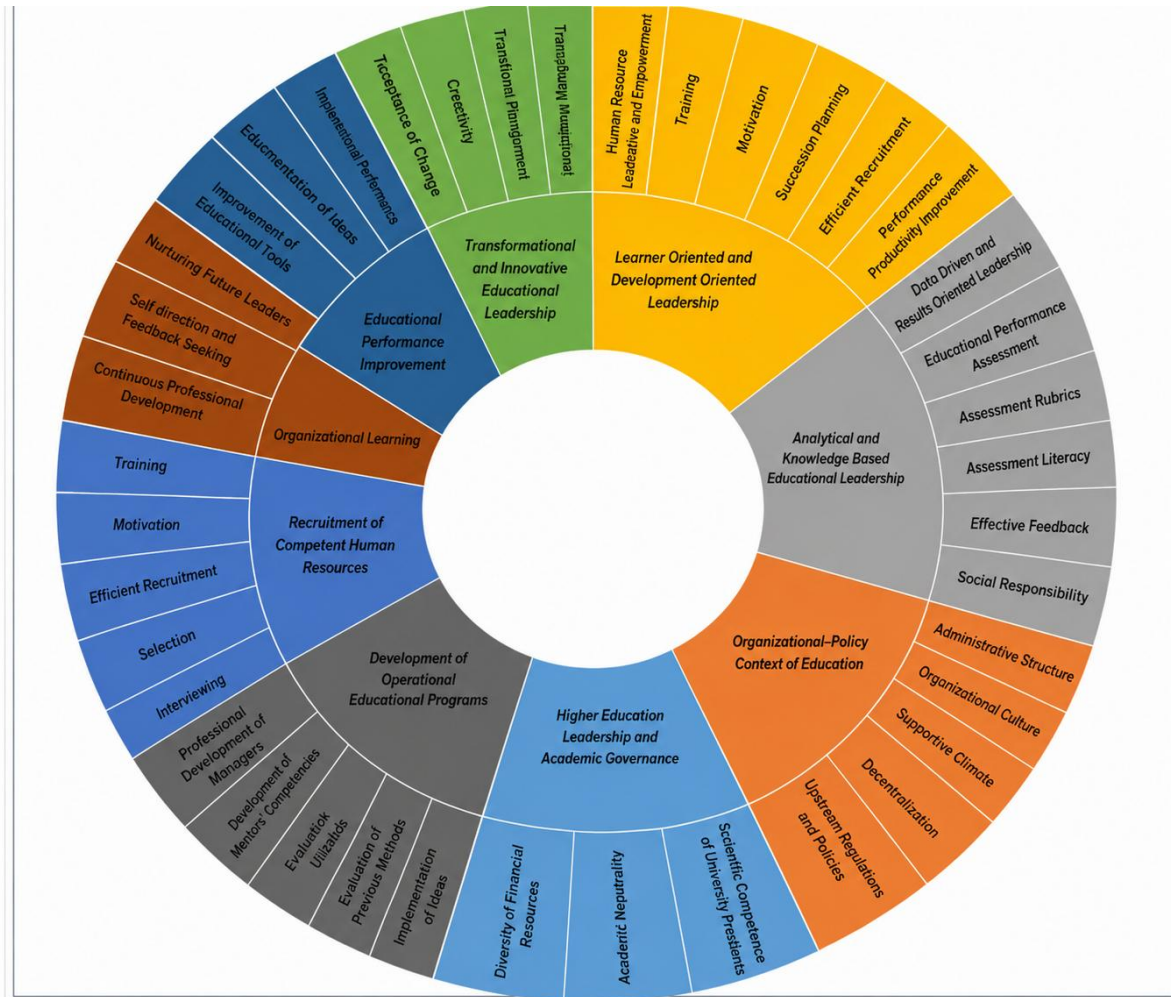 Transformational
and Innovative
Educational
Leadership
Ticceptance of Change
Creectivity
Learner Oriented and
Development Oriented
Leadership
Human Resource
Leadeative and Empowerment
Training
Motivation
Succession Planning
Efficient Recruitment
Performance
Productivity Improvement
Analytical and
Knowledge Based
Educational Leadership
Data Driven and
Results Oriented Leadership
Educational Performance
Assessment
Assessment Rubrics
Assessment Literacy
Effective Feedback
Social Responsibility
Organizational–Policy
Context of Education
Administrative Structure
Organizational Culture
Supportive Climate
Decentralization
Upstream Regulations
and Policies
Higher Education
Leadership and
Academic Governance
Sccientific Competence
of University Prestients
Academic Neputrality
Diversity of Financial
Resources
Development of
Operational
Educational Programs
Implementation
of Ideas
Evaluation of
Previous Methods
Evaluatiok
Development of
Mentors' Competencies
Professional
Development of
Managers
Recruitment of
Competent Human
Resources
Interviewing
Selection
Efficient Recruitment
Motivation
Training
Organizational Learning
Continuous Professional
Development
Self direction and
Feedback Seeking
Nurturing Future Leaders
Educational
Performance
Improvement
Improvement of
Educational Tools
Educmentation of Ideas
Implementional Performance